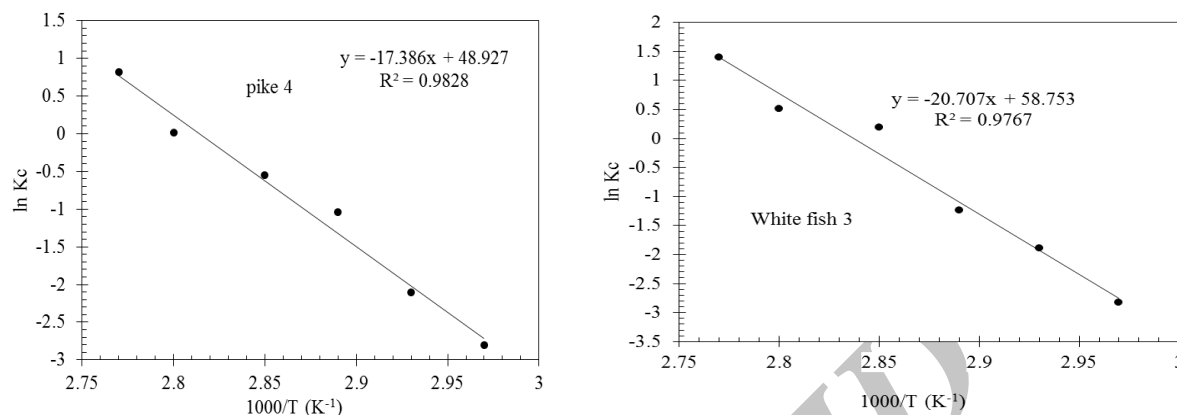 1.5
1
0.5
0
-0.5
-1
-1.5
-2
-2.5
-3
ln Kc
pike 4
y = -17.386x + 48.927
R² = 0.9828
2.75 2.8 2.85 2.9 2.95 3
1000/T (K⁻¹)
2
1.5
1
0.5
0
-0.5
-1
-1.5
-2
-2.5
-3
-3.5
ln Kc
y = -20.707x + 58.753
R² = 0.9767
White fish 3
2.75 2.8 2.85 2.9 2.95 3
1000/T (K⁻¹)